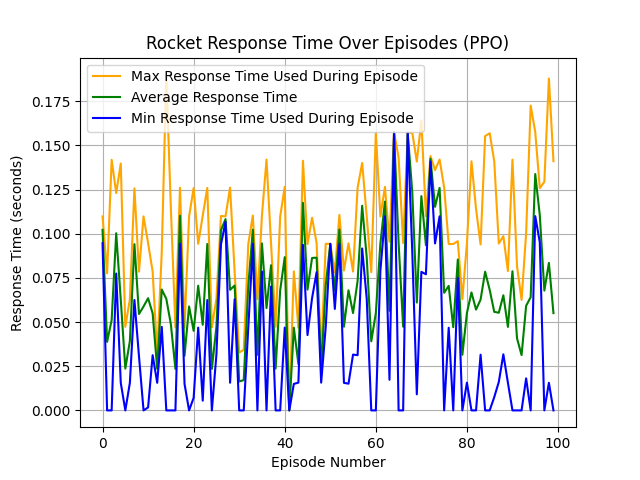 Rocket Response Time Over Episodes (PPO)
Max Response Time Used During Episode
Average Response Time
Min Response Time Used During Episode
Response Time (seconds)
0.175
0.150
0.125
0.100
0.075
0.050
0.025
0.000
0 20 40 60 80 100
Episode Number